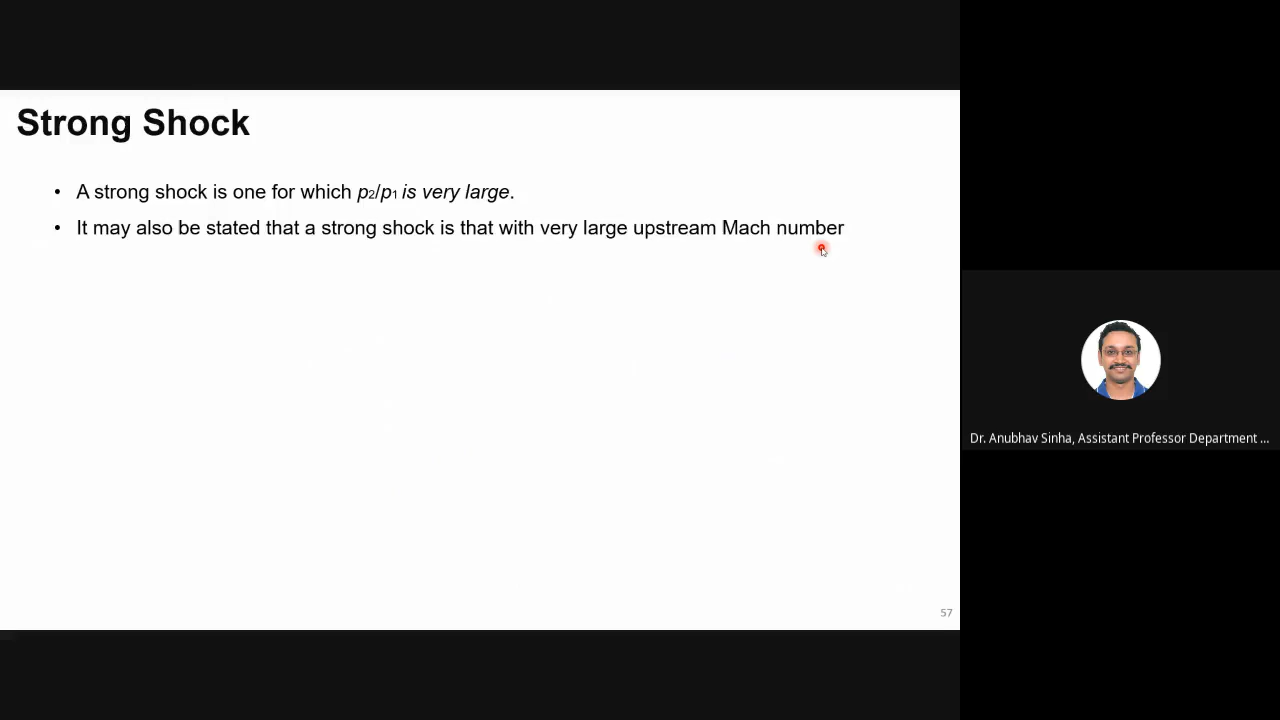 Strong Shock
• A strong shock is one for which p2/p1 is very large.
• It may also be stated that a strong shock is that with very large upstream Mach number
57
Dr. Anubhav Sinha, Assistant Professor Department ...